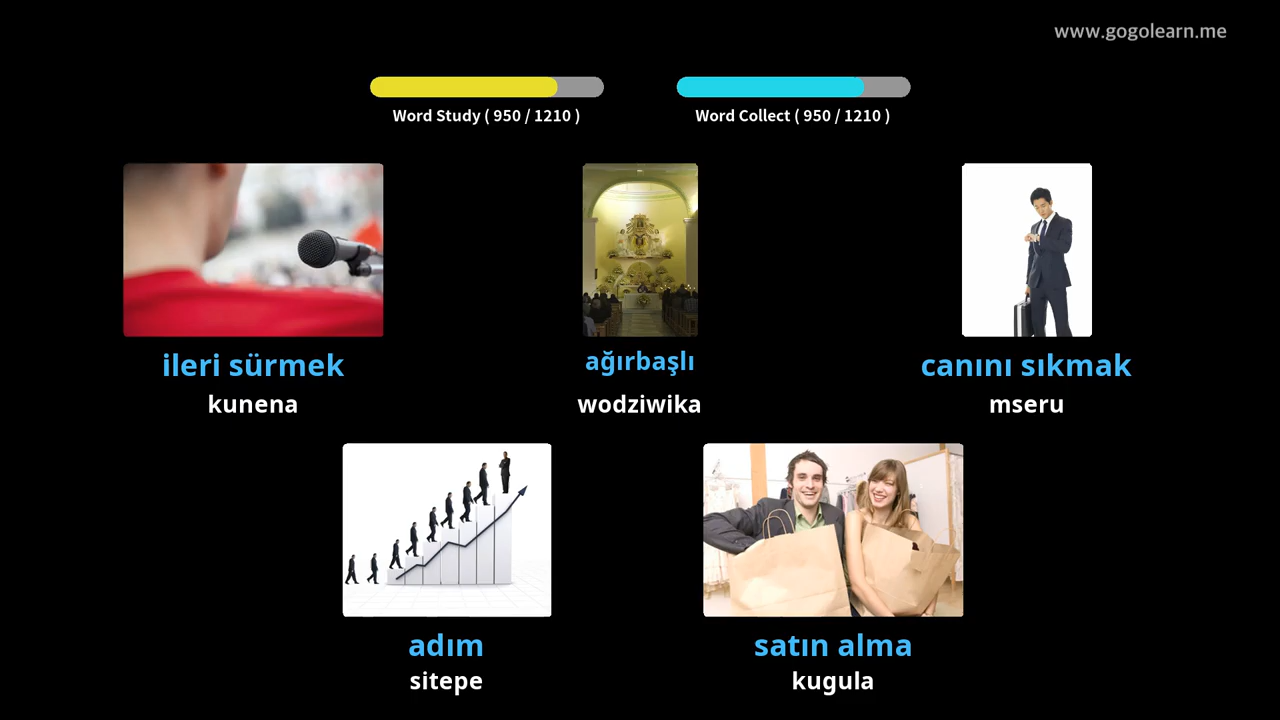 www.gogolearn.me
Word Study ( 950 / 1210 )
Word Collect ( 950 / 1210 )
ileri sürmek
kunena
ağırbaşlı
wodziwika
canını sıkmak
mseru
adım
sitepe
satın alma
kugula